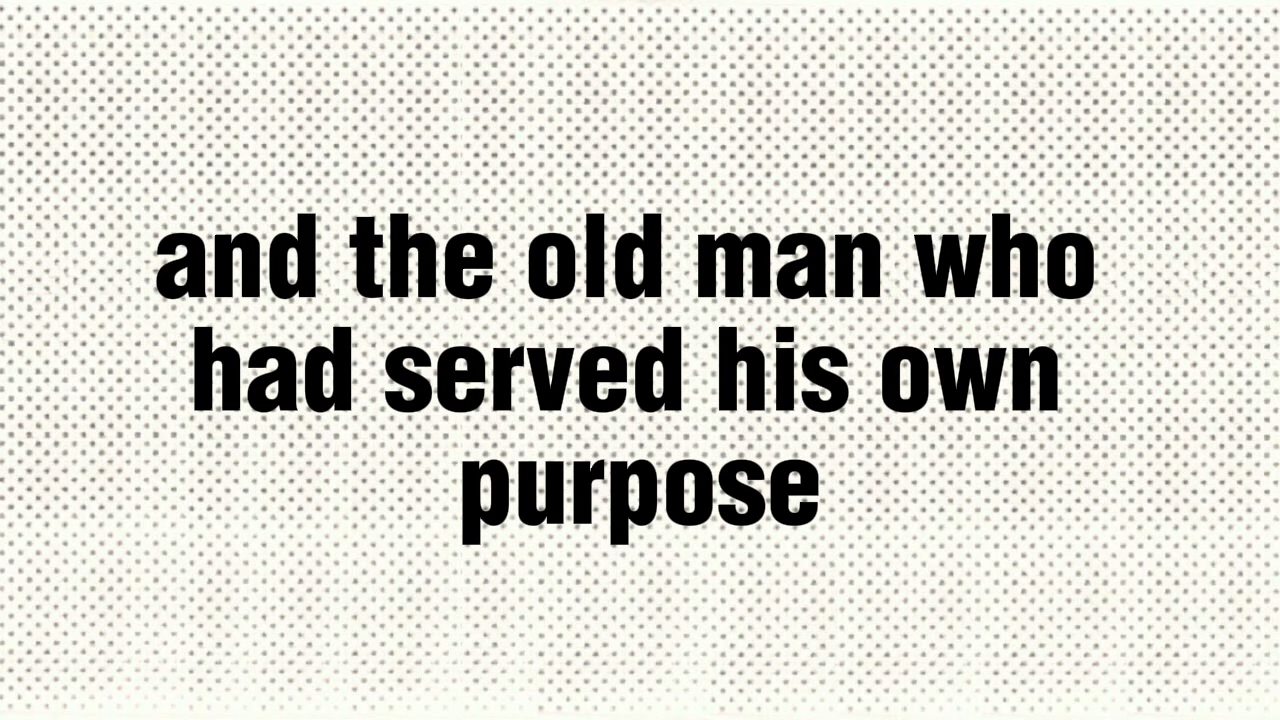 and the old man who
had served his own
purpose